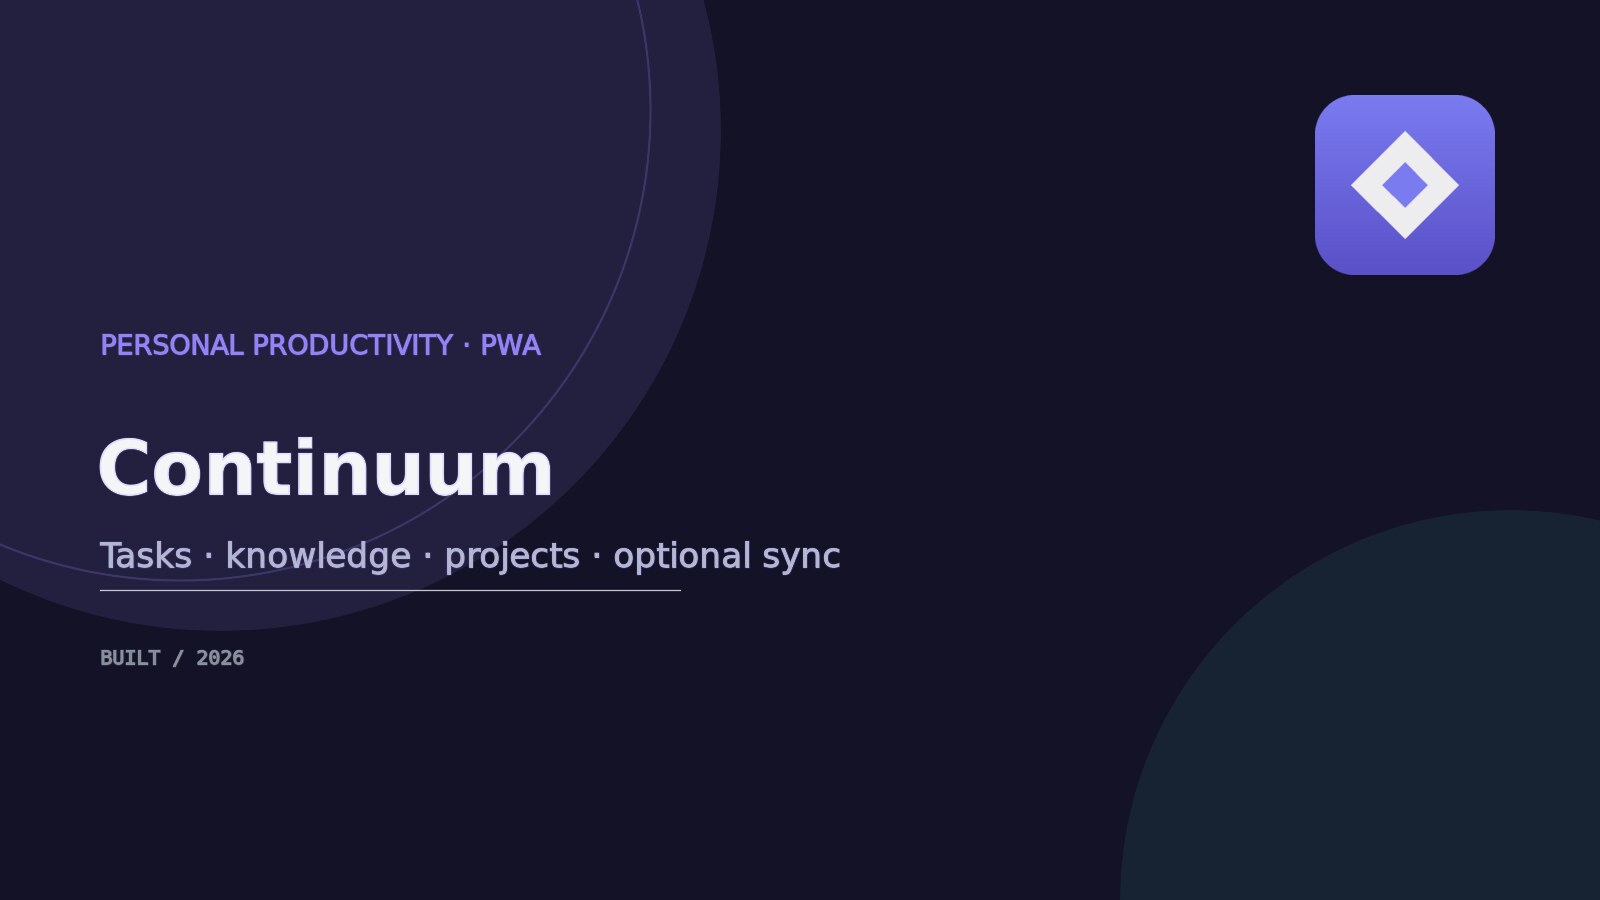 PERSONAL PRODUCTIVITY · PWA
Continuum
Tasks · knowledge · projects · optional sync
BUILT / 2026